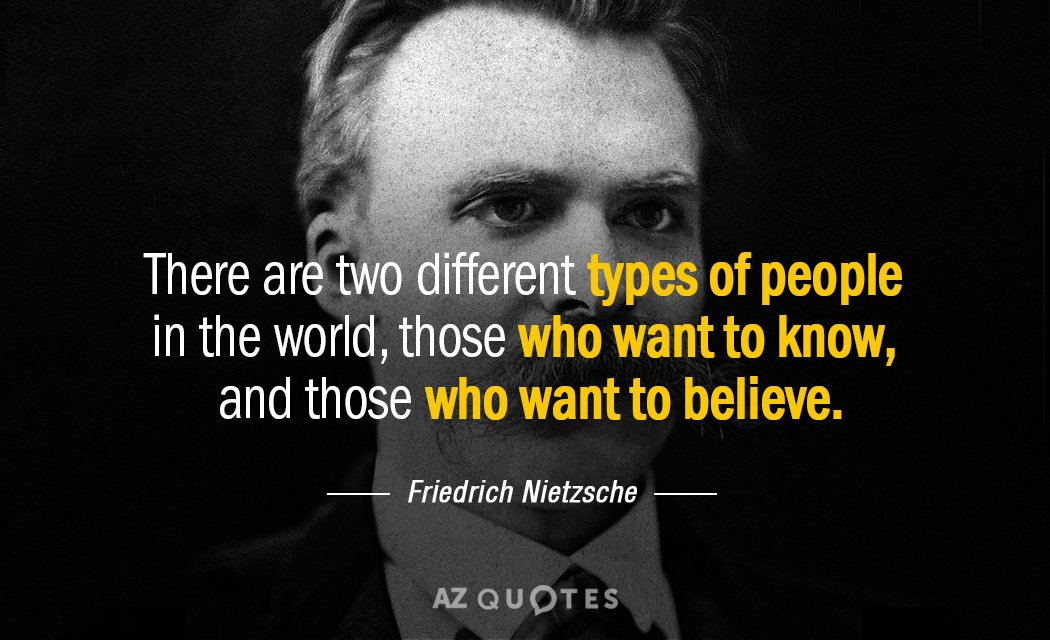 There are two different types of people
in the world, those who want to know,
and those who want to believe.
Friedrich Nietzsche
AZ QUOTES